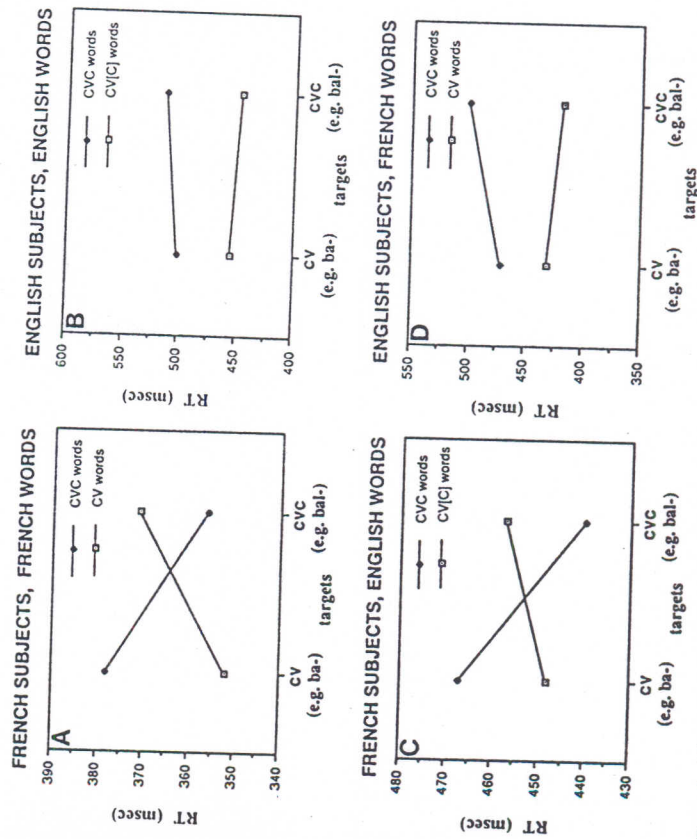 FRENCH SUBJECTS, FRENCH WORDS
A
CVC words
CV words
390
380
370
360
350
340
RT (msec)
CV
(e.g. ba-)
targets
CVC
(e.g. bal-)
ENGLISH SUBJECTS, ENGLISH WORDS
B
CVC words
CV[C] words
600
550
500
450
400
RT (msec)
CV
(e.g. ba-)
targets
CVC
(e.g. bal-)
FRENCH SUBJECTS, ENGLISH WORDS
C
CVC words
CV[C] words
480
470
460
450
440
430
RT (msec)
CV
(e.g. ba-)
targets
CVC
(e.g. bal-)
ENGLISH SUBJECTS, FRENCH WORDS
D
CVC words
CV words
550
500
450
400
350
RT (msec)
CV
(e.g. ba-)
targets
CVC
(e.g. bal-)